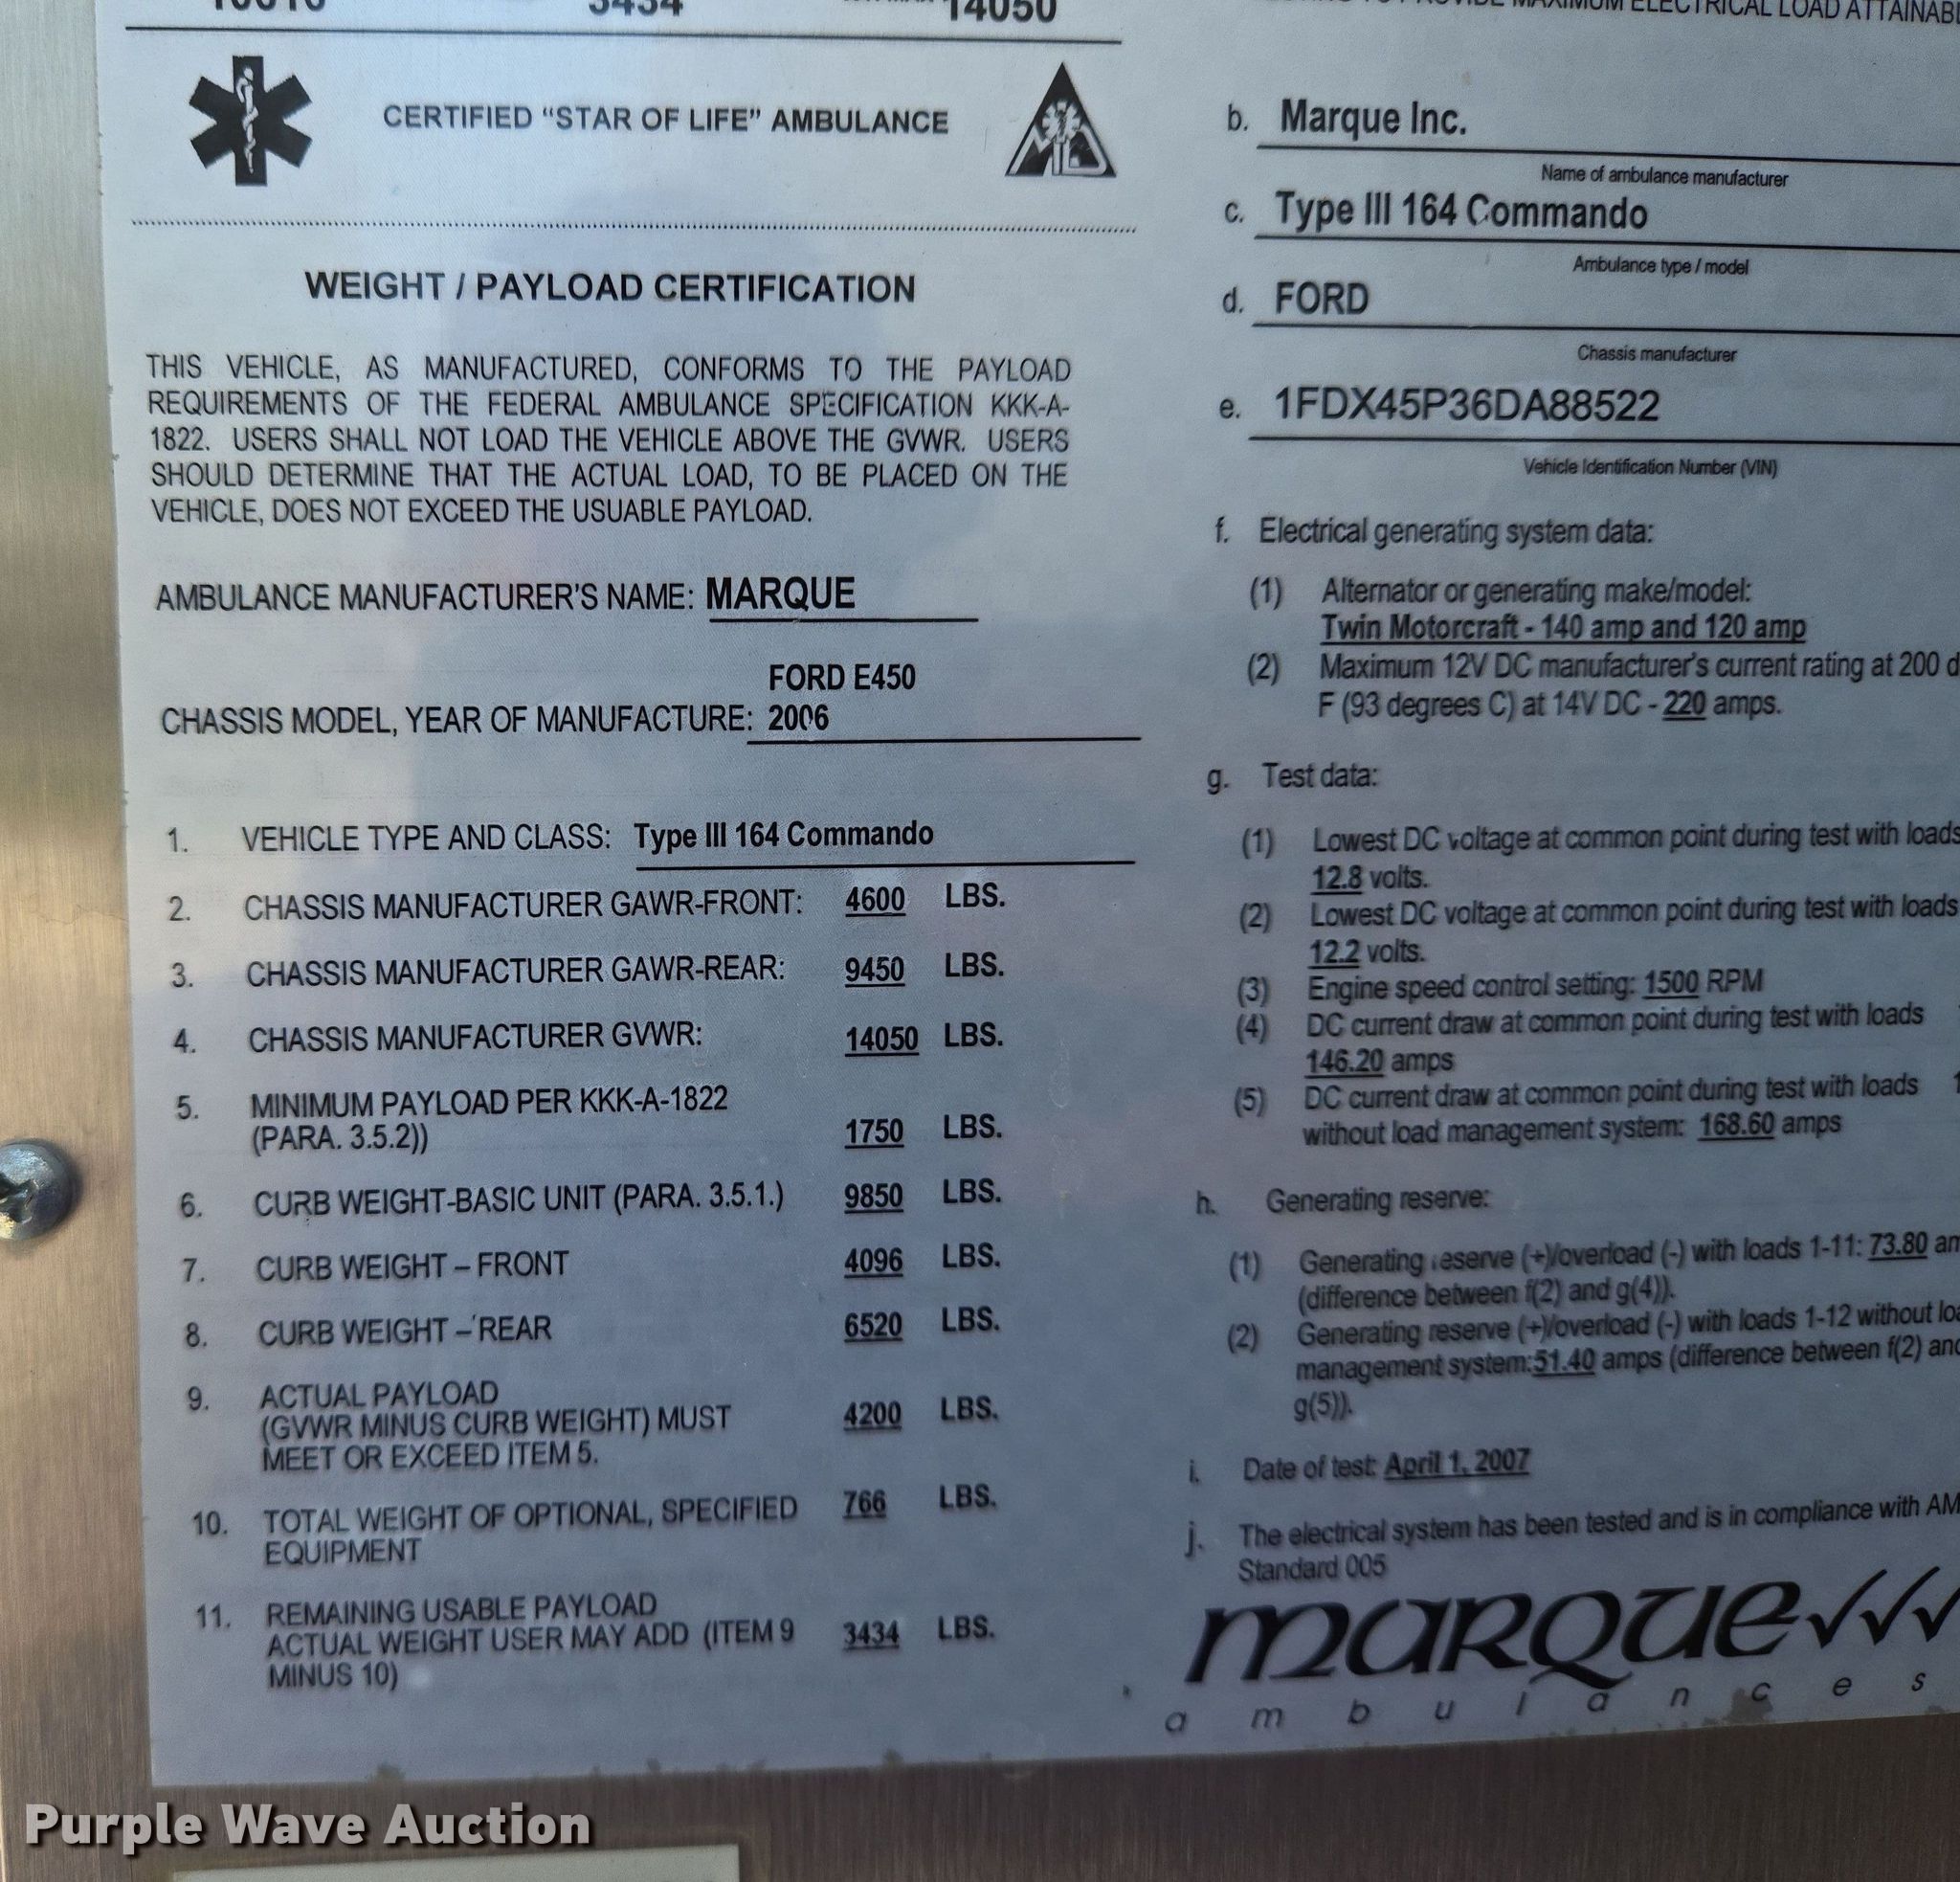 3434
14050
CERTIFIED “STAR OF LIFE” AMBULANCE
WEIGHT / PAYLOAD CERTIFICATION
THIS VEHICLE, AS MANUFACTURED, CONFORMS TO THE PAYLOAD
REQUIREMENTS OF THE FEDERAL AMBULANCE SPECIFICATION KKK-A-
1822. USERS SHALL NOT LOAD THE VEHICLE ABOVE THE GVWR. USERS
SHOULD DETERMINE THAT THE ACTUAL LOAD, TO BE PLACED ON THE
VEHICLE, DOES NOT EXCEED THE USUABLE PAYLOAD.
AMBULANCE MANUFACTURER'S NAME: MARQUE
FORD E450
CHASSIS MODEL, YEAR OF MANUFACTURE: 2006
1. VEHICLE TYPE AND CLASS: Type III 164 Commando
2. CHASSIS MANUFACTURER GAWR-FRONT: 4600 LBS.
3. CHASSIS MANUFACTURER GAWR-REAR: 9450 LBS.
4. CHASSIS MANUFACTURER GVWR: 14050 LBS.
5. MINIMUM PAYLOAD PER KKK-A-1822
(PARA. 3.5.2)) 1750 LBS.
6. CURB WEIGHT-BASIC UNIT (PARA. 3.5.1.) 9850 LBS.
7. CURB WEIGHT – FRONT 4096 LBS.
8. CURB WEIGHT – REAR 6520 LBS.
9. ACTUAL PAYLOAD
(GVWR MINUS CURB WEIGHT) MUST 4200 LBS.
MEET OR EXCEED ITEM 5.
10. TOTAL WEIGHT OF OPTIONAL, SPECIFIED 766 LBS.
EQUIPMENT
11. REMAINING USABLE PAYLOAD
ACTUAL WEIGHT USER MAY ADD (ITEM 9 3434 LBS.
MINUS 10)
MAXIMUM ELECTRICAL LOAD
b. Marque Inc.
Name of ambulance manufacturer
c. Type III 164 Commando
Ambulance type / model
d. FORD
Chassis manufacturer
e. 1FDX45P36DA88522
Vehicle Identification Number (VIN)
f. Electrical generating system data:
(1) Alternator or generating make/model:
Twin Motorcraft - 140 amp and 120 amp
(2) Maximum 12V DC manufacturer's current rating at 200 d
F (93 degrees C) at 14V DC - 220 amps.
g. Test data:
(1) Lowest DC voltage at common point during test with loads
12.8 volts.
(2) Lowest DC voltage at common point during test with loads
12.2 volts.
(3) Engine speed control setting: 1500 RPM
(4) DC current draw at common point during test with loads
146.20 amps
(5) DC current draw at common point during test with loads 1
without load management system: 168.60 amps
h. Generating reserve:
(1) Generating reserve (+)/overload (-) with loads 1-11: 73.80 am
(difference between f(2) and g(4)).
(2) Generating reserve (+)/overload (-) with loads 1-12 without loa
management system:51.40 amps (difference between f(2) and
g(5)).
i. Date of test: April 1, 2007
j. The electrical system has been tested and is in compliance with AM
Standard 005
marque
ambulances
Purple Wave Auction